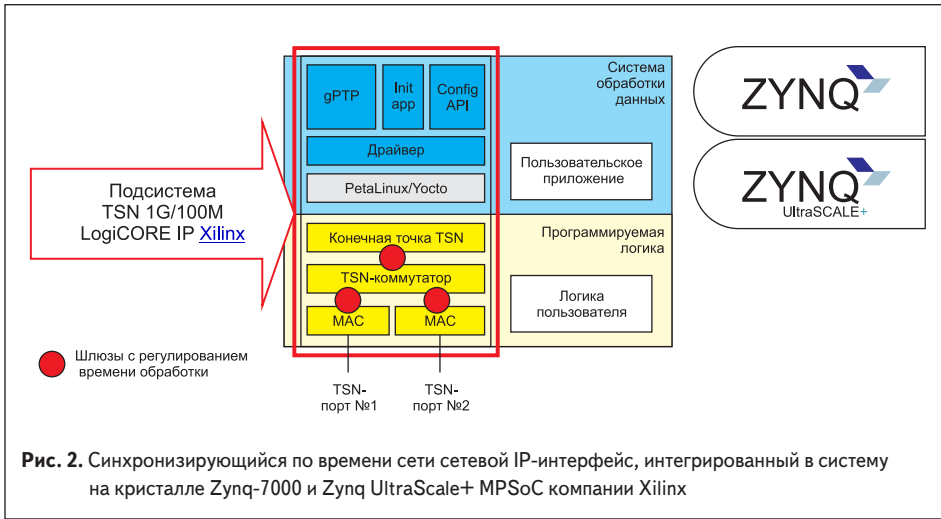 Подсистема
TSN 1G/100M
LogiCORE IP Xilinx
gPTP
Init
app
Config
API
Драйвер
PetaLinux/Yocto
Система
обработки
данных
Пользовательское
приложение
Конечная точка TSN
TSN-коммутатор
MAC
MAC
Программируемая
логика
Логика
пользователя
TSN-
порт №1
TSN-
порт №2
Шлюзы с регулированием
времени обработки
ZYNQ
ZYNQ
UltraSCALE+
Рис. 2. Синхронизирующийся по времени сети сетевой IP-интерфейс, интегрированный в систему
на кристалле Zynq-7000 и Zynq UltraScale+ MPSoC компании Xilinx